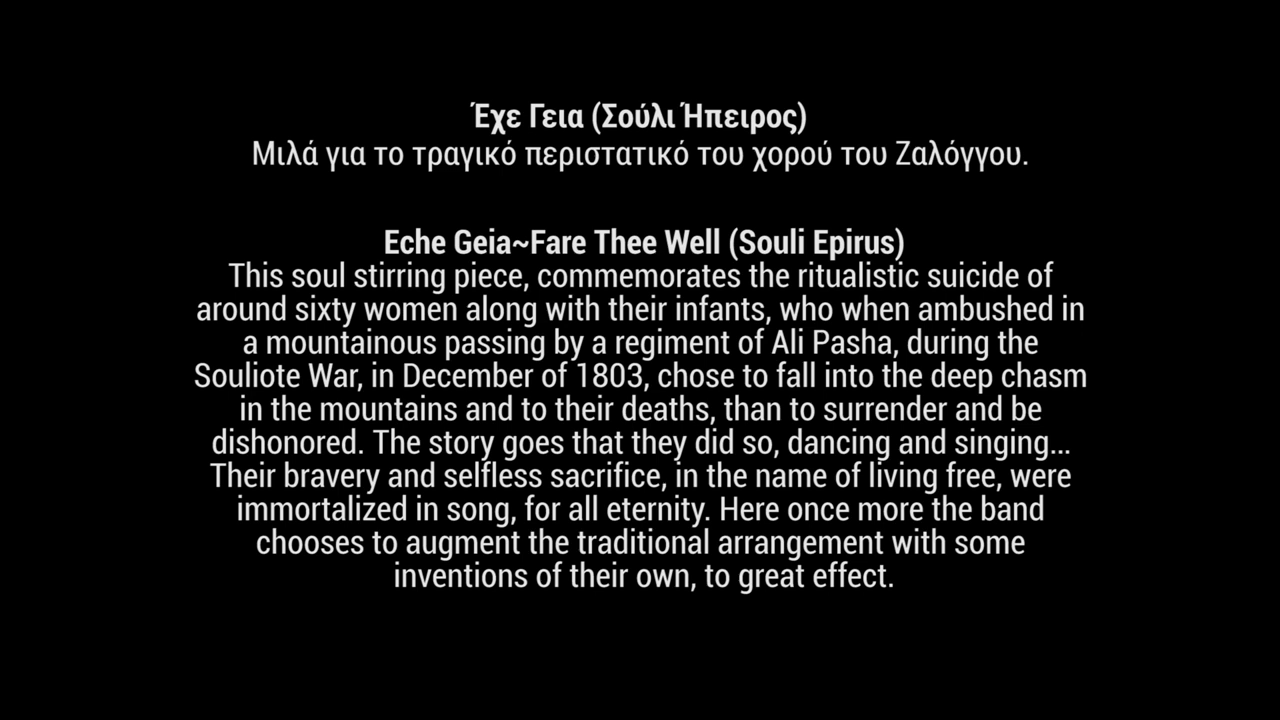 Έχε Γεια (Σούλι Ήπειρος)
Μιλά για το τραγικό περιστατικό του χορού του Ζαλόγγου.
Eche Geia~Fare Thee Well (Souli Epirus)
This soul stirring piece, commemorates the ritualistic suicide of
around sixty women along with their infants, who when ambushed in
a mountainous passing by a regiment of Ali Pasha, during the
Souliote War, in December of 1803, chose to fall into the deep chasm
in the mountains and to their deaths, than to surrender and be
dishonored. The story goes that they did so, dancing and singing...
Their bravery and selfless sacrifice, in the name of living free, were
immortalized in song, for all eternity. Here once more the band
chooses to augment the traditional arrangement with some
inventions of their own, to great effect.